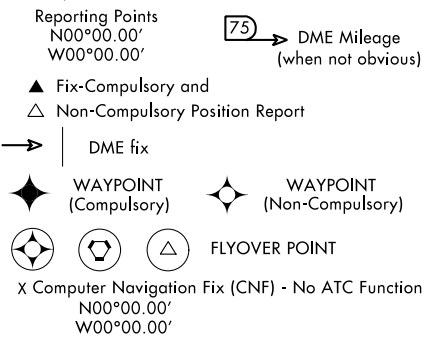 Reporting Points
N00°00.00′
W00°00.00′
75
DME Mileage
(when not obvious)
Fix-Compulsory and
Non-Compulsory Position Report
DME fix
WAYPOINT
(Compulsory)
WAYPOINT
(Non-Compulsory)
FLYOVER POINT
X Computer Navigation Fix (CNF) - No ATC Function
N00°00.00′
W00°00.00′